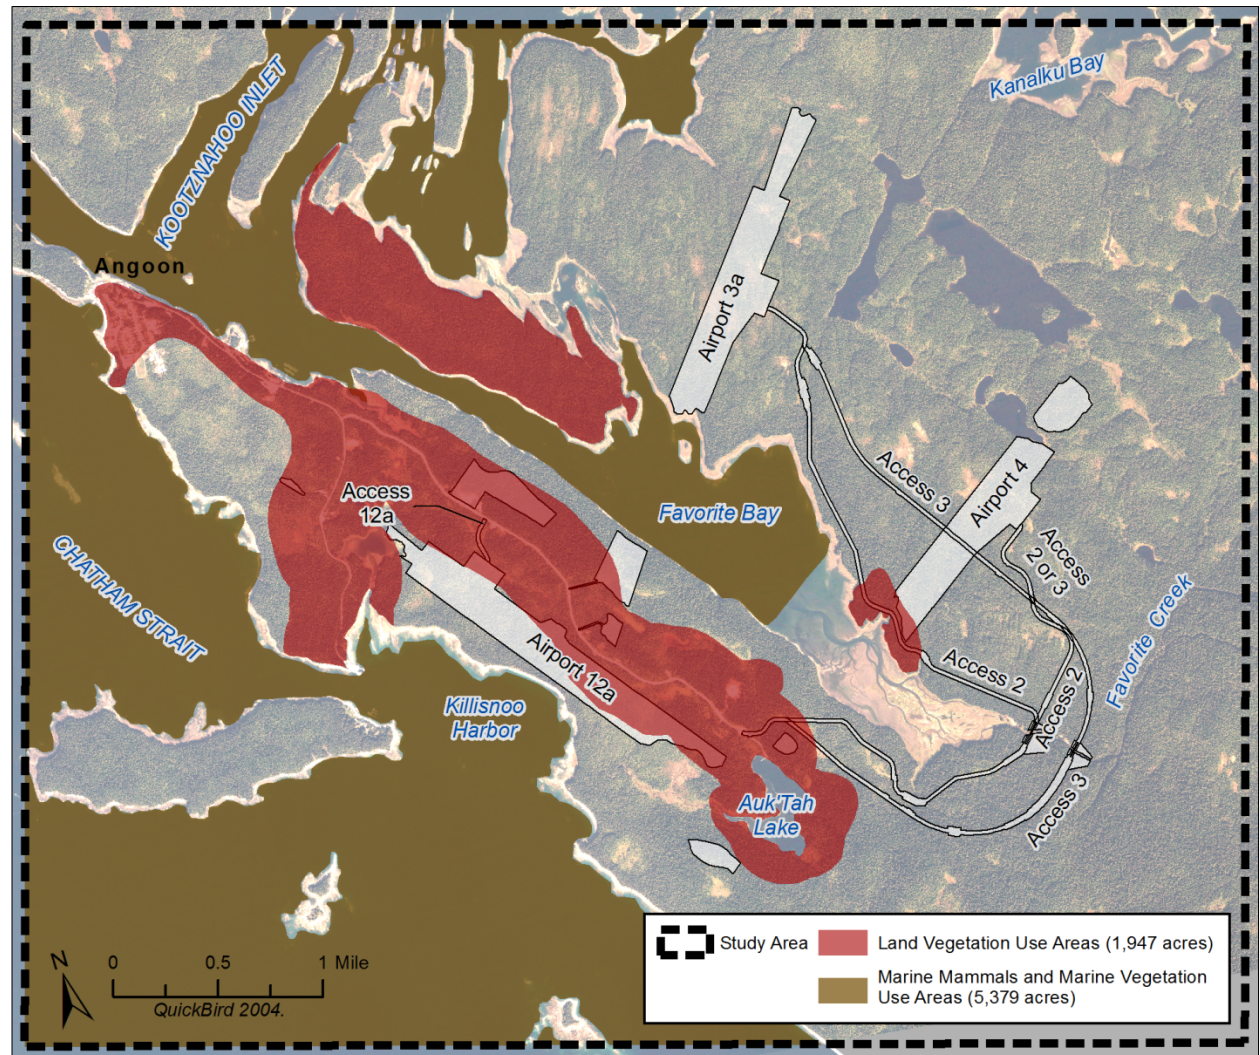 Kanalku Bay
KOOTZNAHOO INLET
Angoon
Airport 3a
Access 3
Airport 4
Access
12a
Favorite Bay
Access
2 or 3
CHATHAM STRAIT
Favorite Creek
Access 2
Airport 12a
Killisnoo
Harbor
Access 2
Auk'Tah
Lake
Access 3
N
0 0.5 1 Mile
QuickBird 2004.
Study Area
Land Vegetation Use Areas (1,947 acres)
Marine Mammals and Marine Vegetation
Use Areas (5,379 acres)